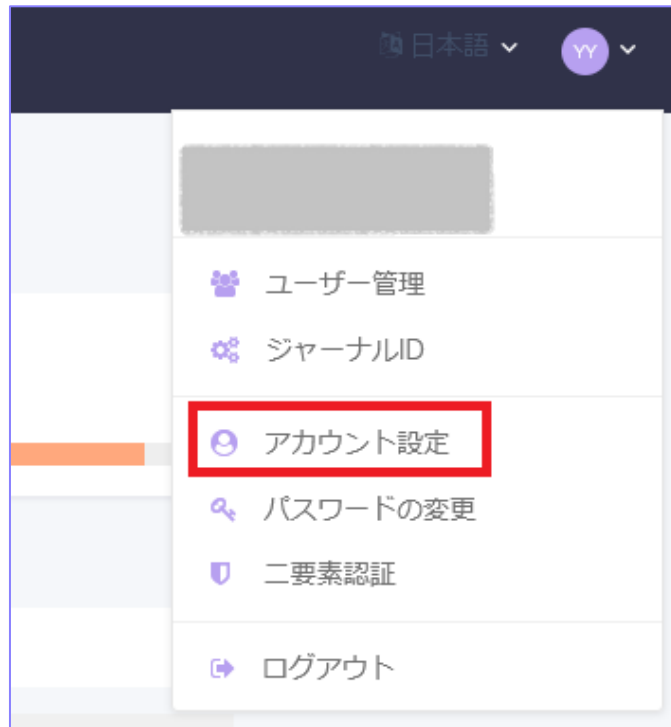 日本語
YY
ユーザー管理
ジャーナルID
アカウント設定
パスワードの変更
二要素認証
ログアウト